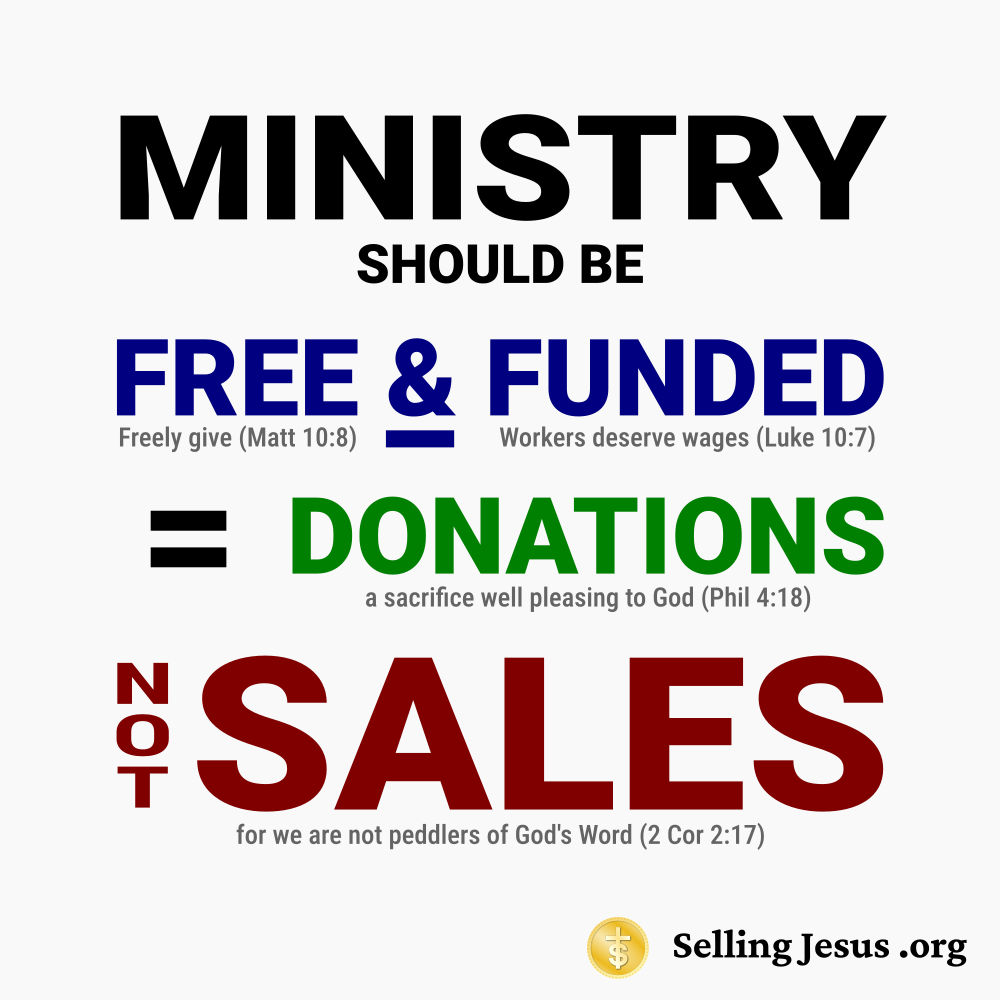 MINISTRY
SHOULD BE
FREE & FUNDED
Freely give (Matt 10:8) Workers deserve wages (Luke 10:7)
= DONATIONS
a sacrifice well pleasing to God (Phil 4:18)
NOT SALES
for we are not peddlers of God's Word (2 Cor 2:17)
Selling Jesus .org